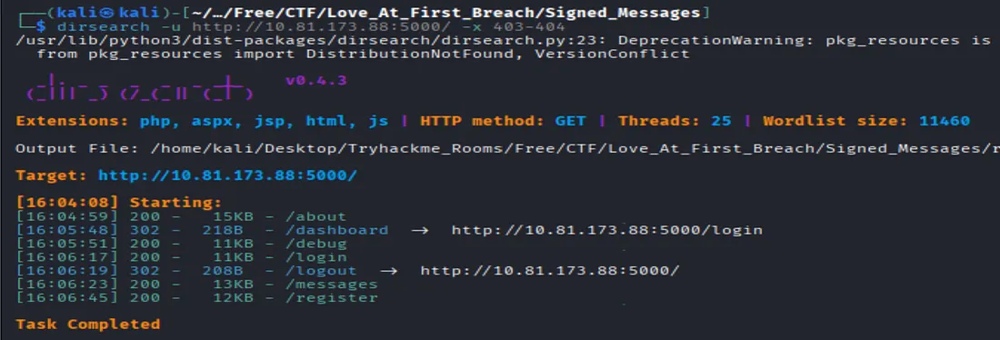 ┌──(kali㉿kali)-[~/…/Free/CTF/Love_At_First_Breach/Signed_Messages]
└─$ dirsearch -u http://10.81.173.88:5000/ -x 403-404
/usr/lib/python3/dist-packages/dirsearch/dirsearch.py:23: DeprecationWarning: pkg_resources is
  from pkg_resources import DistributionNotFound, VersionConflict
dirsearch v0.4.3
Extensions: php, aspx, jsp, html, js | HTTP method: GET | Threads: 25 | Wordlist size: 11460
Output File: /home/kali/Desktop/Tryhackme_Rooms/Free/CTF/Love_At_First_Breach/Signed_Messages/r
Target: http://10.81.173.88:5000/
[16:04:08] Starting:
[16:04:59] 200 -   15KB - /about
[16:05:48] 302 -  218B  - /dashboard  →  http://10.81.173.88:5000/login
[16:05:51] 200 -   11KB - /debug
[16:06:17] 200 -   11KB - /login
[16:06:19] 302 -  208B  - /logout  →  http://10.81.173.88:5000/
[16:06:23] 200 -   13KB - /messages
[16:06:45] 200 -   12KB - /register
Task Completed